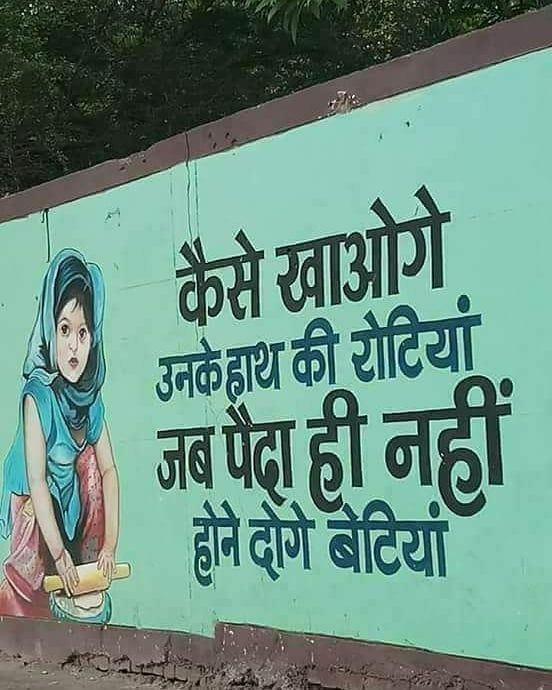 कैसे खाओगे
उनके हाथ की रोटियां
जब पैदा ही नहीं
होने दोगे बेटियां